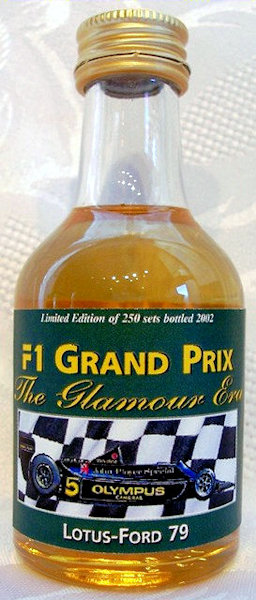 Limited Edition of 250 sets bottled 2002
F1 GRAND PRIX
The Glamour Era
John Player Special
5 OLYMPUS
CAMERAS
LOTUS-FORD 79